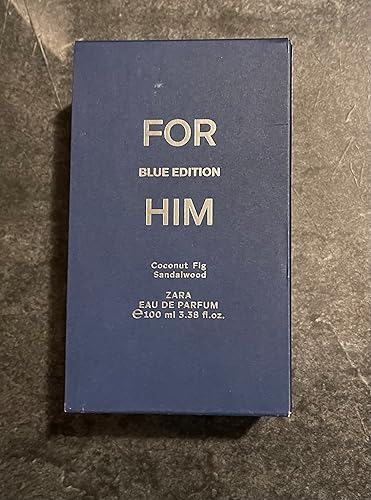 FOR
BLUE EDITION
HIM
Coconut Fig
Sandalwood
ZARA
EAU DE PARFUM
℮100 ml 3.38 fl.oz.